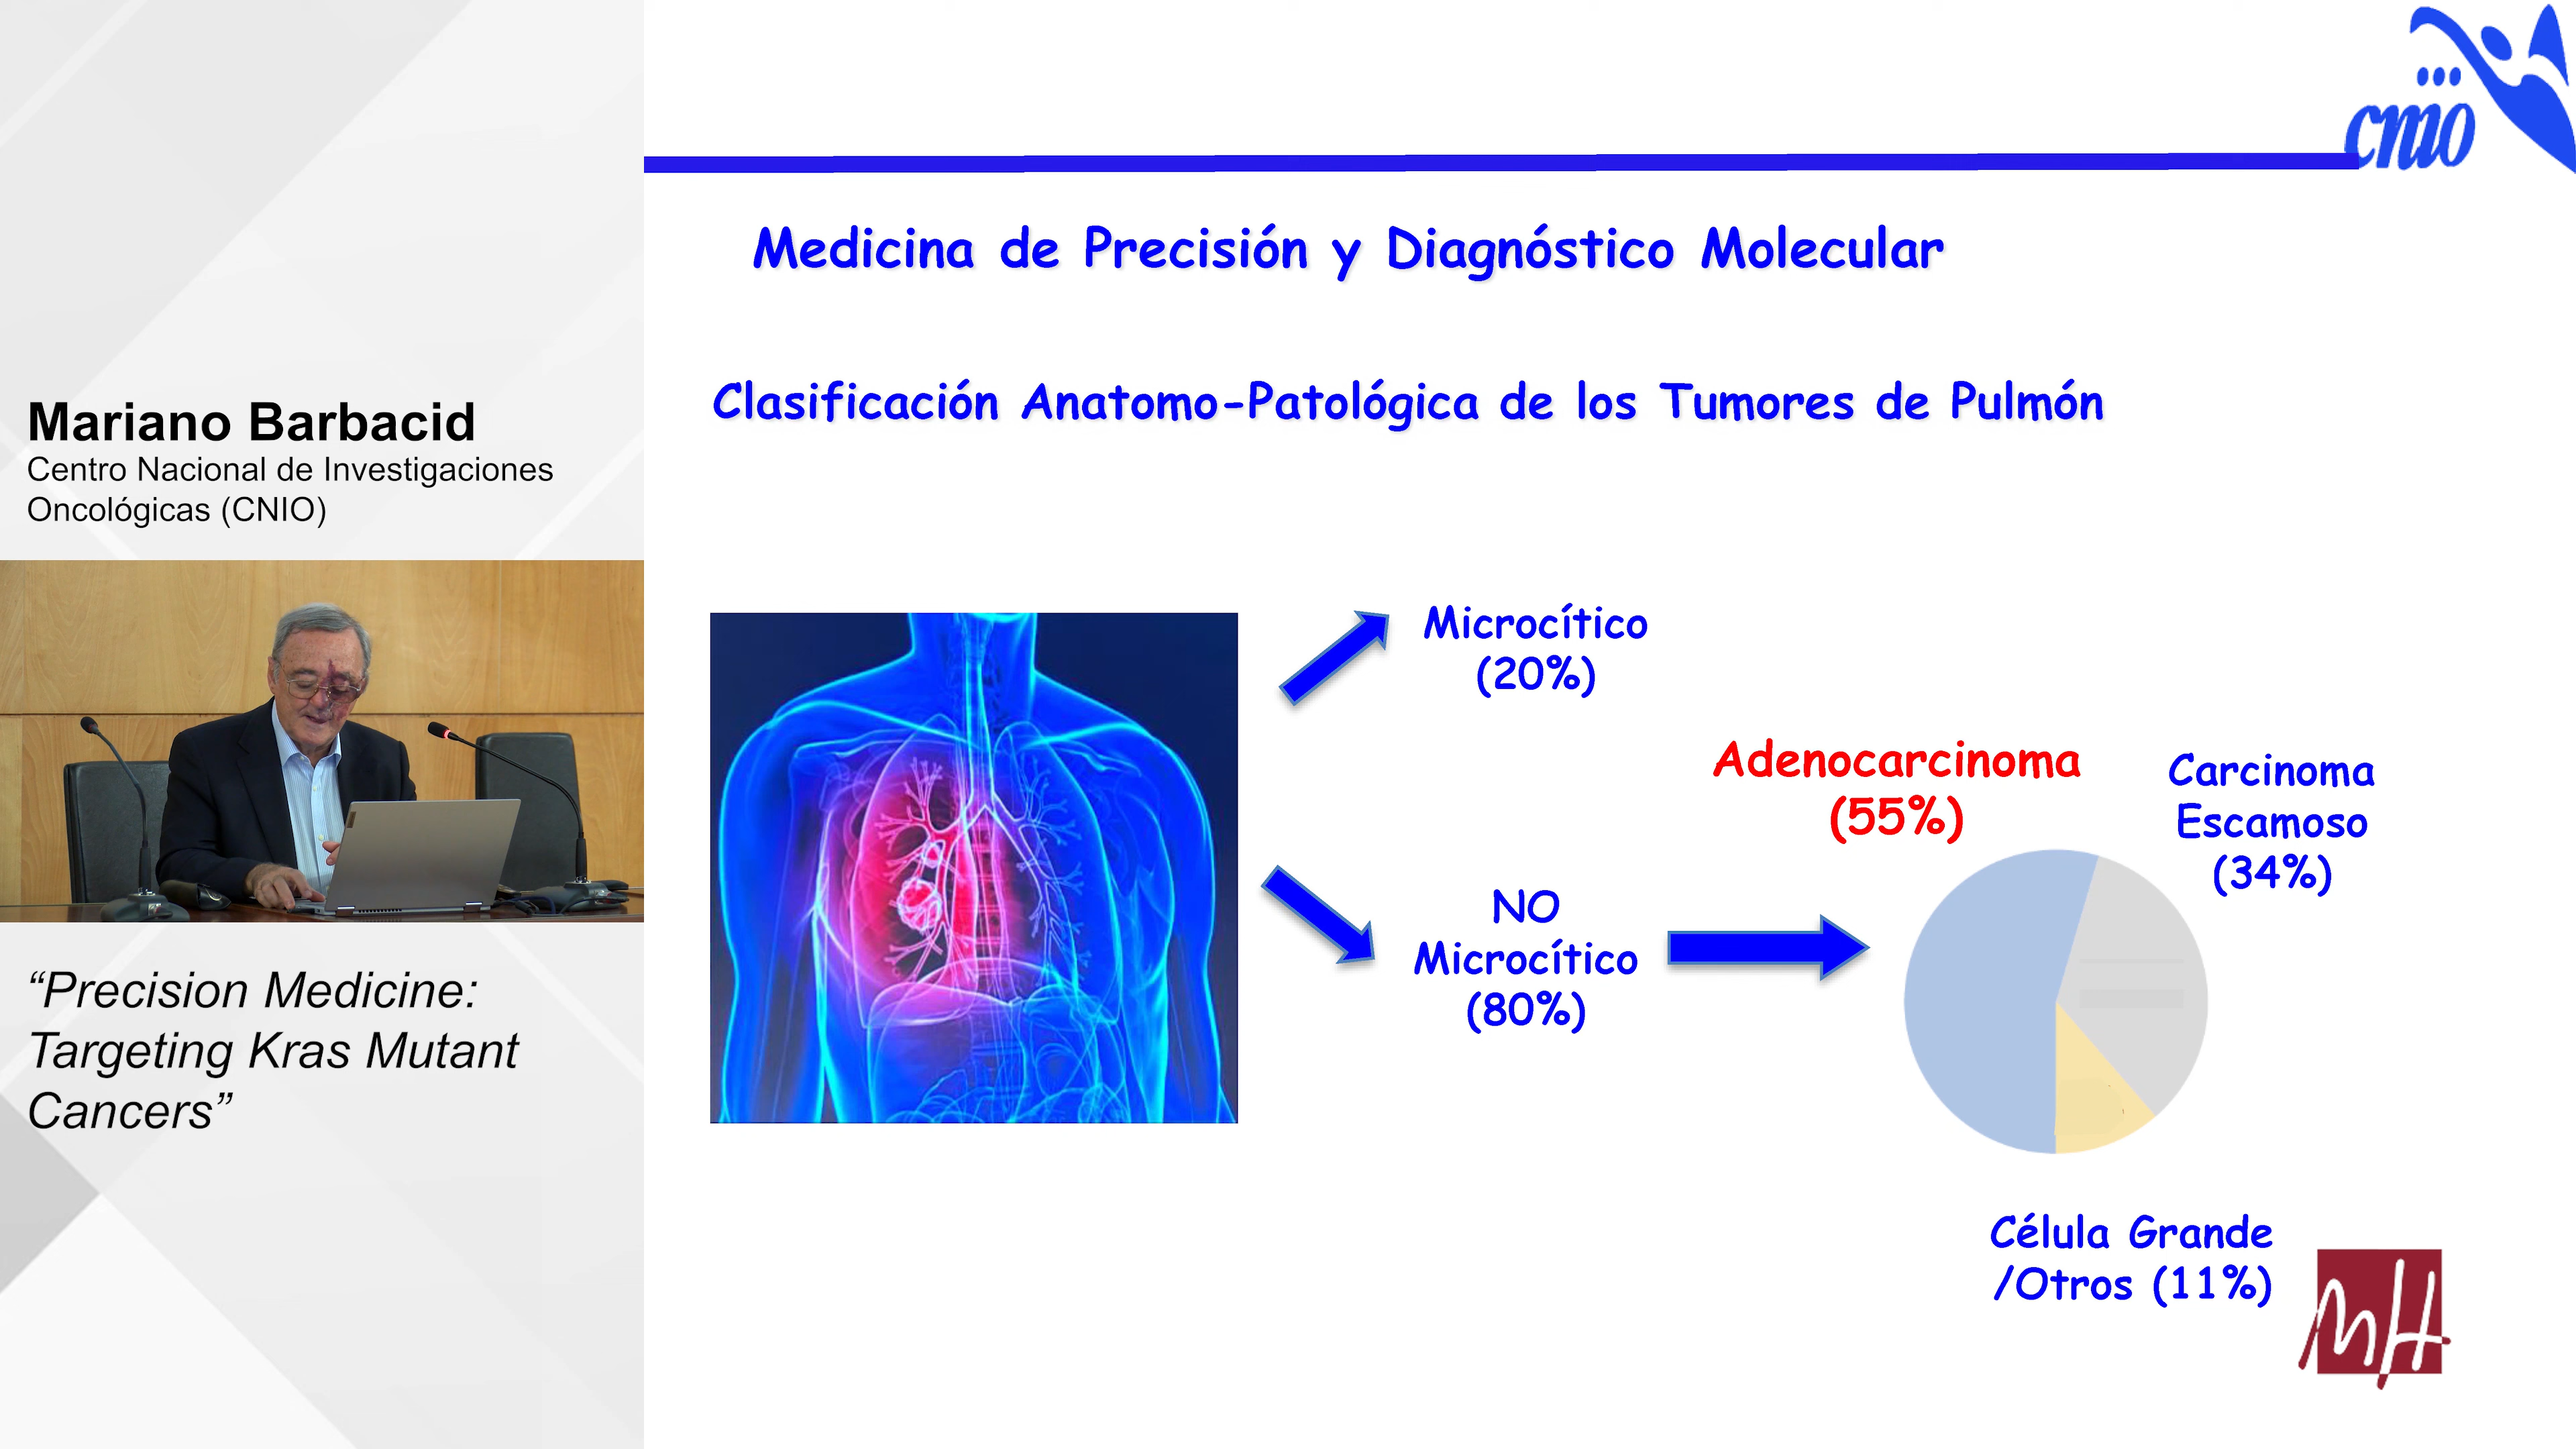 Mariano Barbacid
Centro Nacional de Investigaciones
Oncológicas (CNIO)
“Precision Medicine:
Targeting Kras Mutant
Cancers”
cnio
Medicina de Precisión y Diagnóstico Molecular
Clasificación Anatomo-Patológica de los Tumores de Pulmón
Microcítico
(20%)
NO
Microcítico
(80%)
Adenocarcinoma
(55%)
Carcinoma
Escamoso
(34%)
Célula Grande
/Otros (11%)
MH